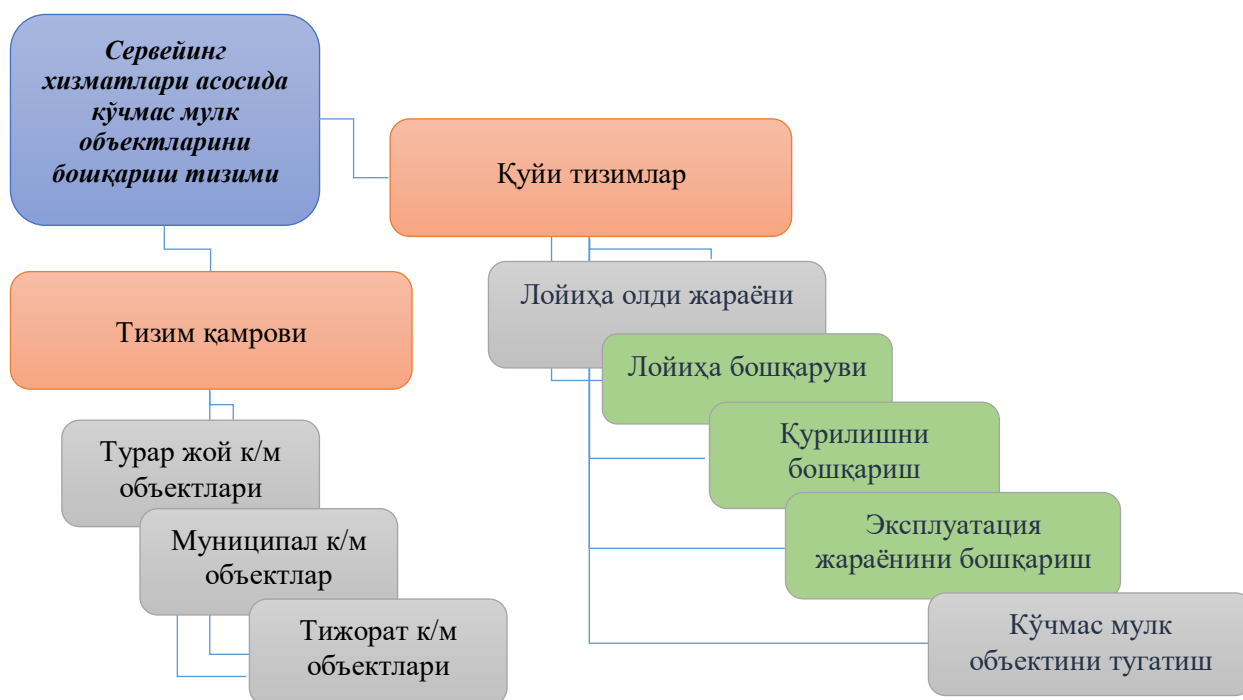 Сервейинг
хизматлари асосида
кўчмас мулк
объектларини
бошқариш тизими
Қуйи тизимлар
Тизим қамрови
Лойиҳа олди жараёни
Лойиҳа бошқаруви
Қурилишни
бошқариш
Эксплуатация
жараёнини бошқариш
Кўчмас мулк
объектини тугатиш
Турар жой к/м
объектлари
Муниципал к/м
объектлар
Тижорат к/м
объектлари